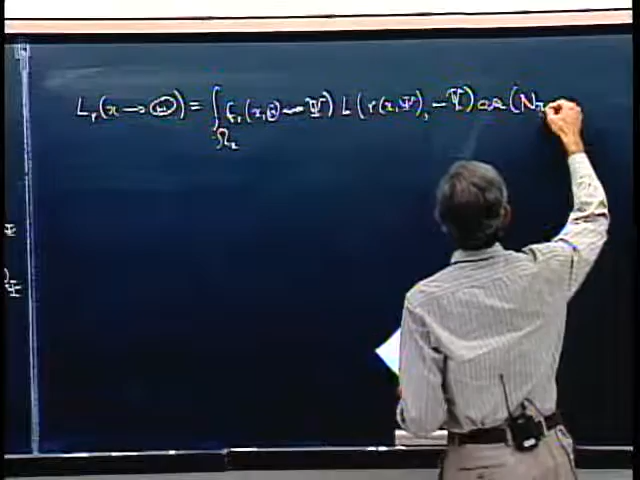 L_r(x → Θ) = ∫_{Ω_x} f_r(x, Θ ← Ψ) L(r(x, Ψ), -Ψ) cos(N_x
Ψ
Ψ